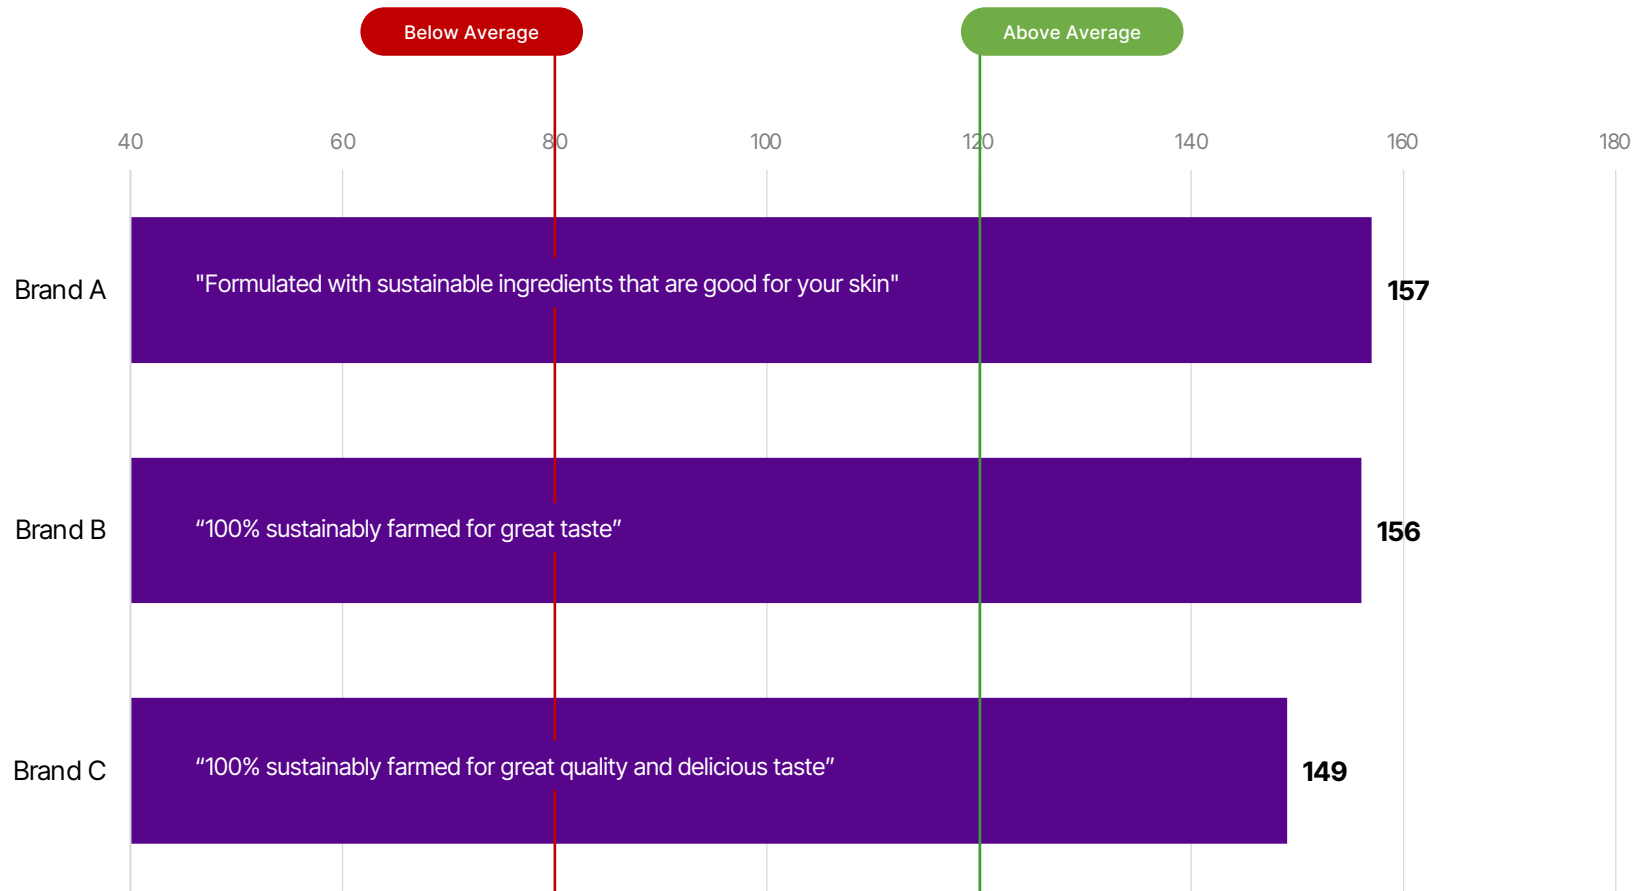 Below Average
Above Average
40 60 80 100 120 140 160 180
Brand A "Formulated with sustainable ingredients that are good for your skin" 157
Brand B “100% sustainably farmed for great taste” 156
Brand C “100% sustainably farmed for great quality and delicious taste” 149